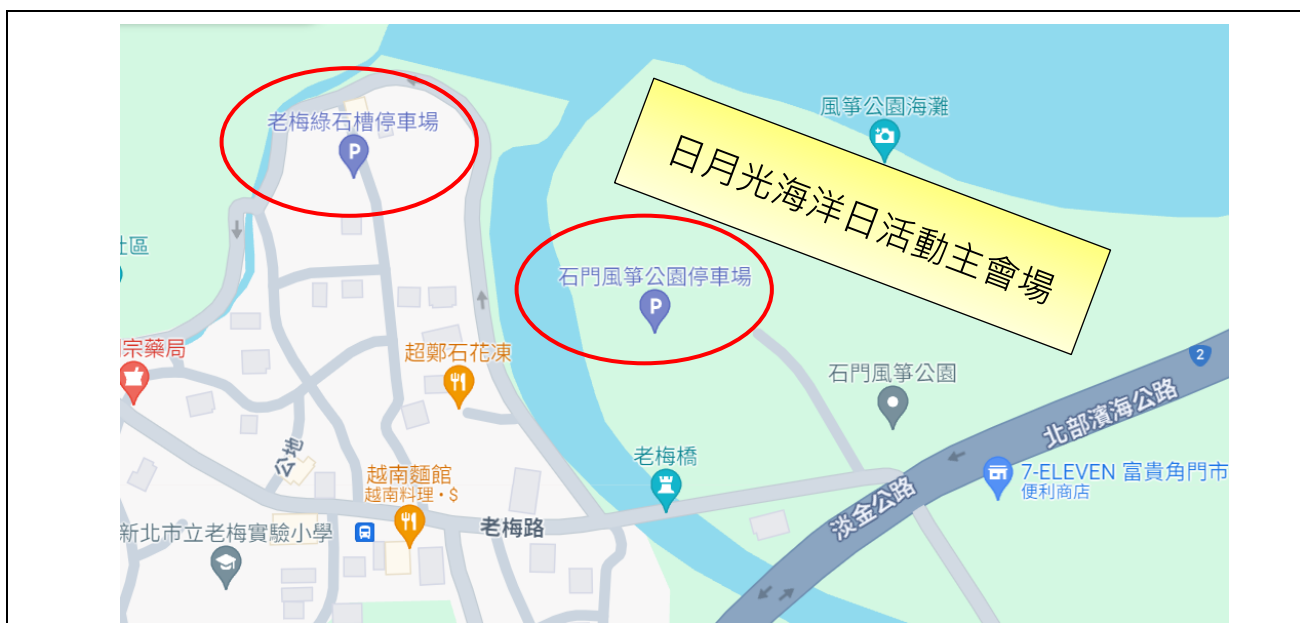 老梅綠石槽停車場
P
風箏公園海灘
日月光海洋日活動主會場
石門風箏公園停車場
P
社區
宗藥局
超鄭石花凍
石門風箏公園
2
北部濱海公路
公地
越南麵館
越南料理・$
老梅橋
7-ELEVEN 富貴角門市
便利商店
淡金公路
新北市立老梅實驗小學
老梅路